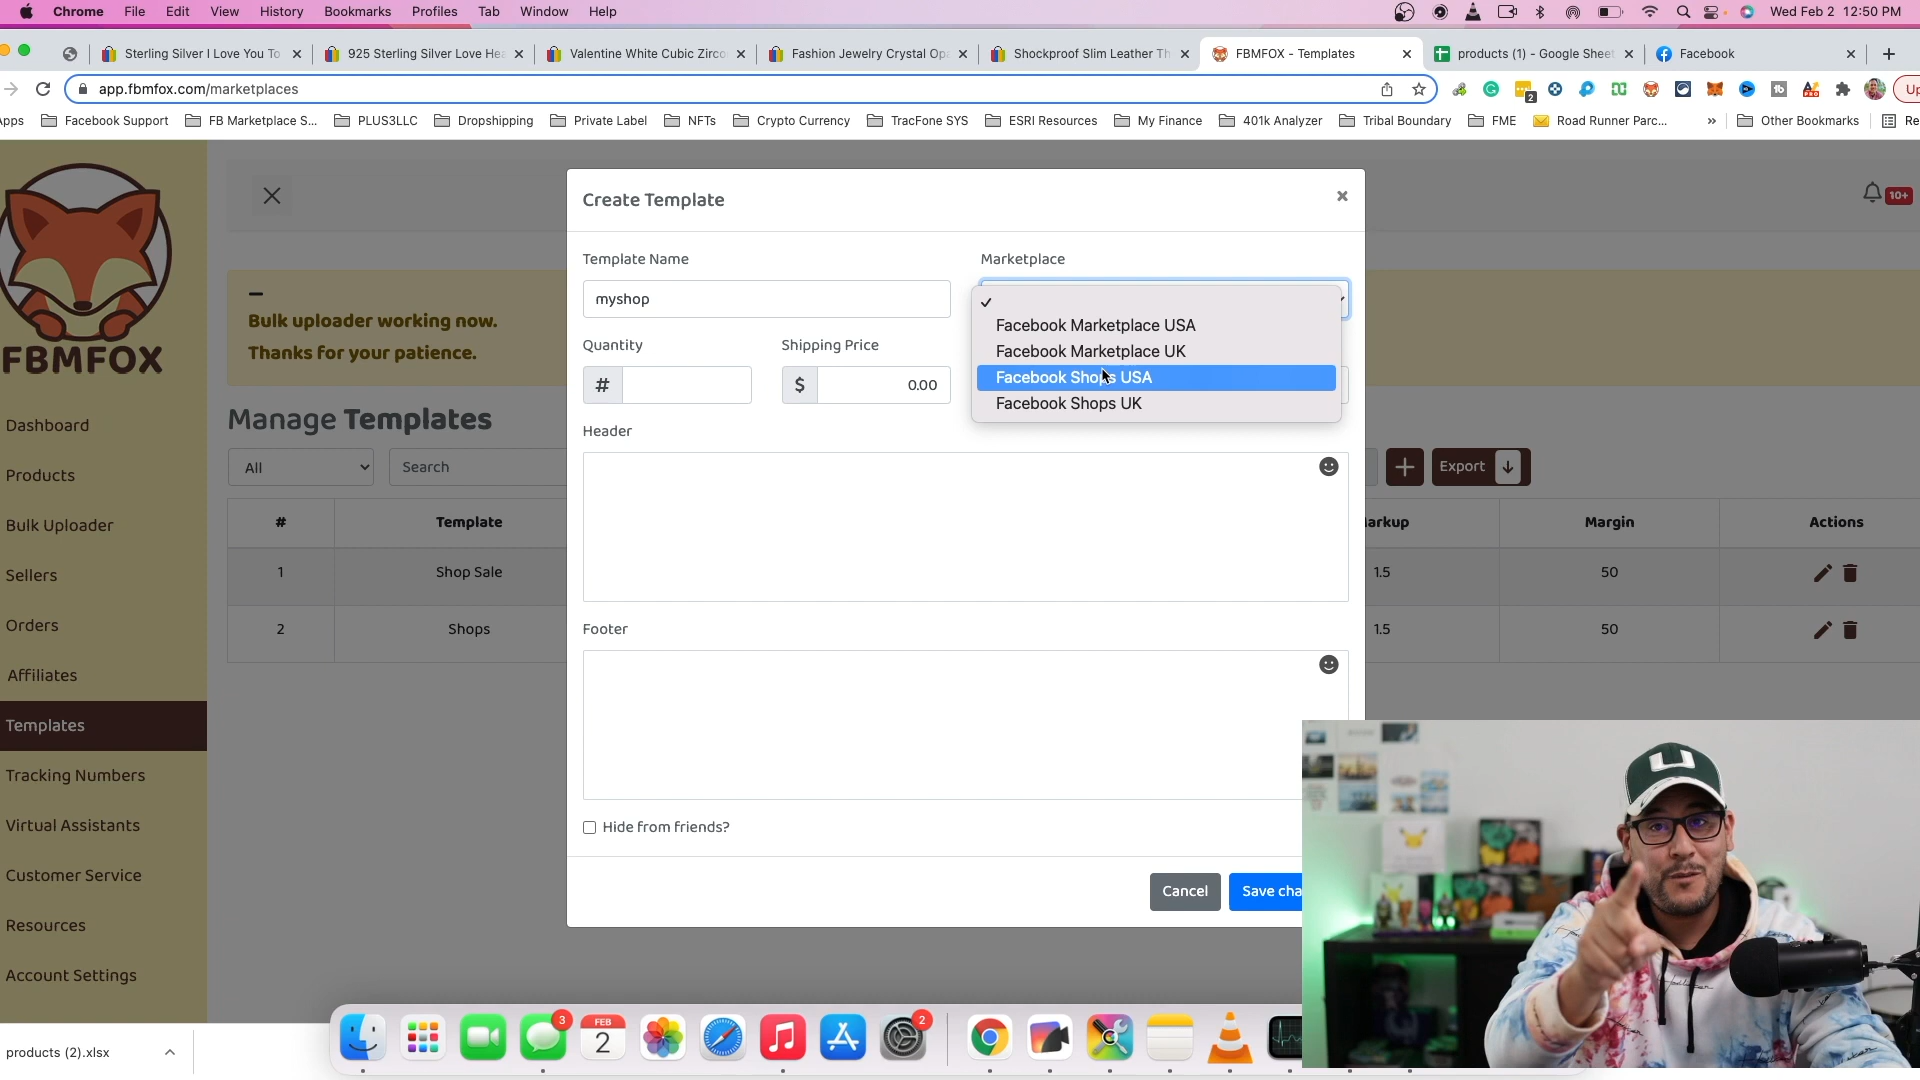 Chrome File Edit View History Bookmarks Profiles Tab Window Help Wed Feb 2 12:50 PM
Sterling Silver I Love You To 925 Sterling Silver Love Hea Valentine White Cubic Zirco Fashion Jewelry Crystal Op Shockproof Slim Leather Th FBMFOX - Templates products (1) - Google Sheet Facebook
app.fbmfox.com/marketplaces 2 Up
Facebook Support FB Marketplace S... PLUS3LLC Dropshipping Private Label NFTs Crypto Currency TracFone SYS ESRI Resources My Finance 401k Analyzer Tribal Boundary FME Road Runner Parc... » Other Bookmarks Re
FBMFOX
Dashboard
Products
Bulk Uploader
Sellers
Orders
Affiliates
Templates
Tracking Numbers
Virtual Assistants
Customer Service
Resources
Account Settings
10+
Bulk uploader working now.
Thanks for your patience.
Manage Templates
All Search Export
# Template Markup Margin Actions
1 Shop Sale 1.5 50
2 Shops 1.5 50
Create Template
Template Name Marketplace
myshop
Facebook Marketplace USA
Facebook Marketplace UK
Facebook Shops USA
Facebook Shops UK
Quantity Shipping Price
# $ 0.00
Header
Footer
Hide from friends?
Cancel Save cha
products (2).xlsx
3 FEB 2 2